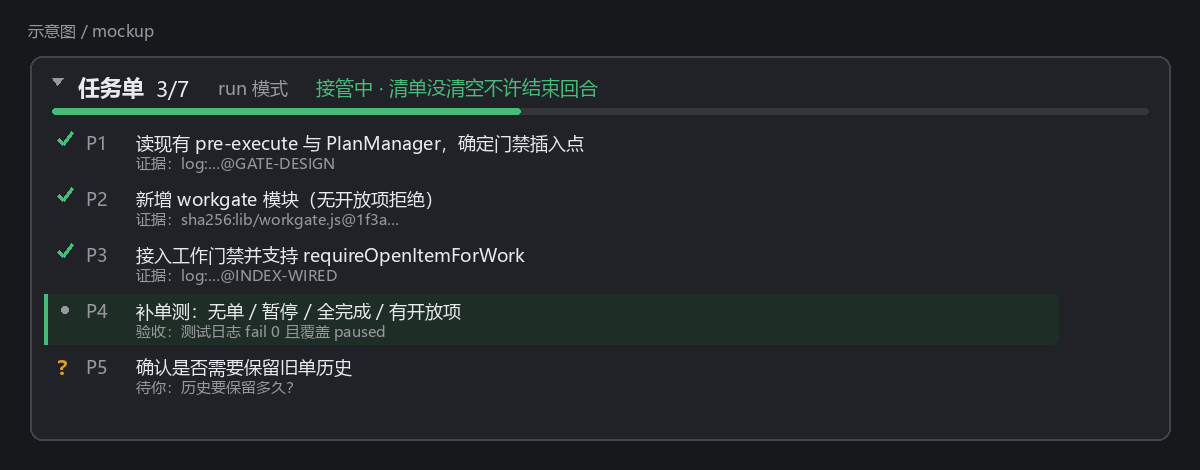 示意图 / mockup
任务单 3/7 run 模式 接管中 · 清单没清空不许结束回合
P1 读现有 pre-execute 与 PlanManager，确定门禁插入点
证据：log:...@GATE-DESIGN
P2 新增 workgate 模块（无开放项拒绝）
证据：sha256:lib/workgate.js@1f3a...
P3 接入工作门禁并支持 requireOpenItemForWork
证据：log:...@INDEX-WIRED
P4 补单测：无单 / 暂停 / 全完成 / 有开放项
验收：测试日志 fail 0 且覆盖 paused
? P5 确认是否需要保留旧单历史
待你：历史要保留多久？